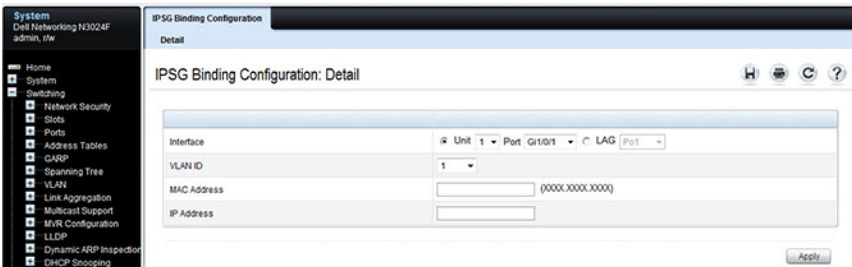 System
Dell Networking N3024F
admin, r/w
Home
System
Switching
Network Security
Slots
Ports
Address Tables
GARP
Spanning Tree
VLAN
Link Aggregation
Multicast Support
MVR Configuration
LLDP
Dynamic ARP Inspection
DHCP Snooping
IPSG Binding Configuration
Detail
IPSG Binding Configuration: Detail
Interface Unit 1 Port Gi1/0/1 LAG Po1
VLAN ID 1
MAC Address (XXXX.XXXX.XXXX)
IP Address
Apply